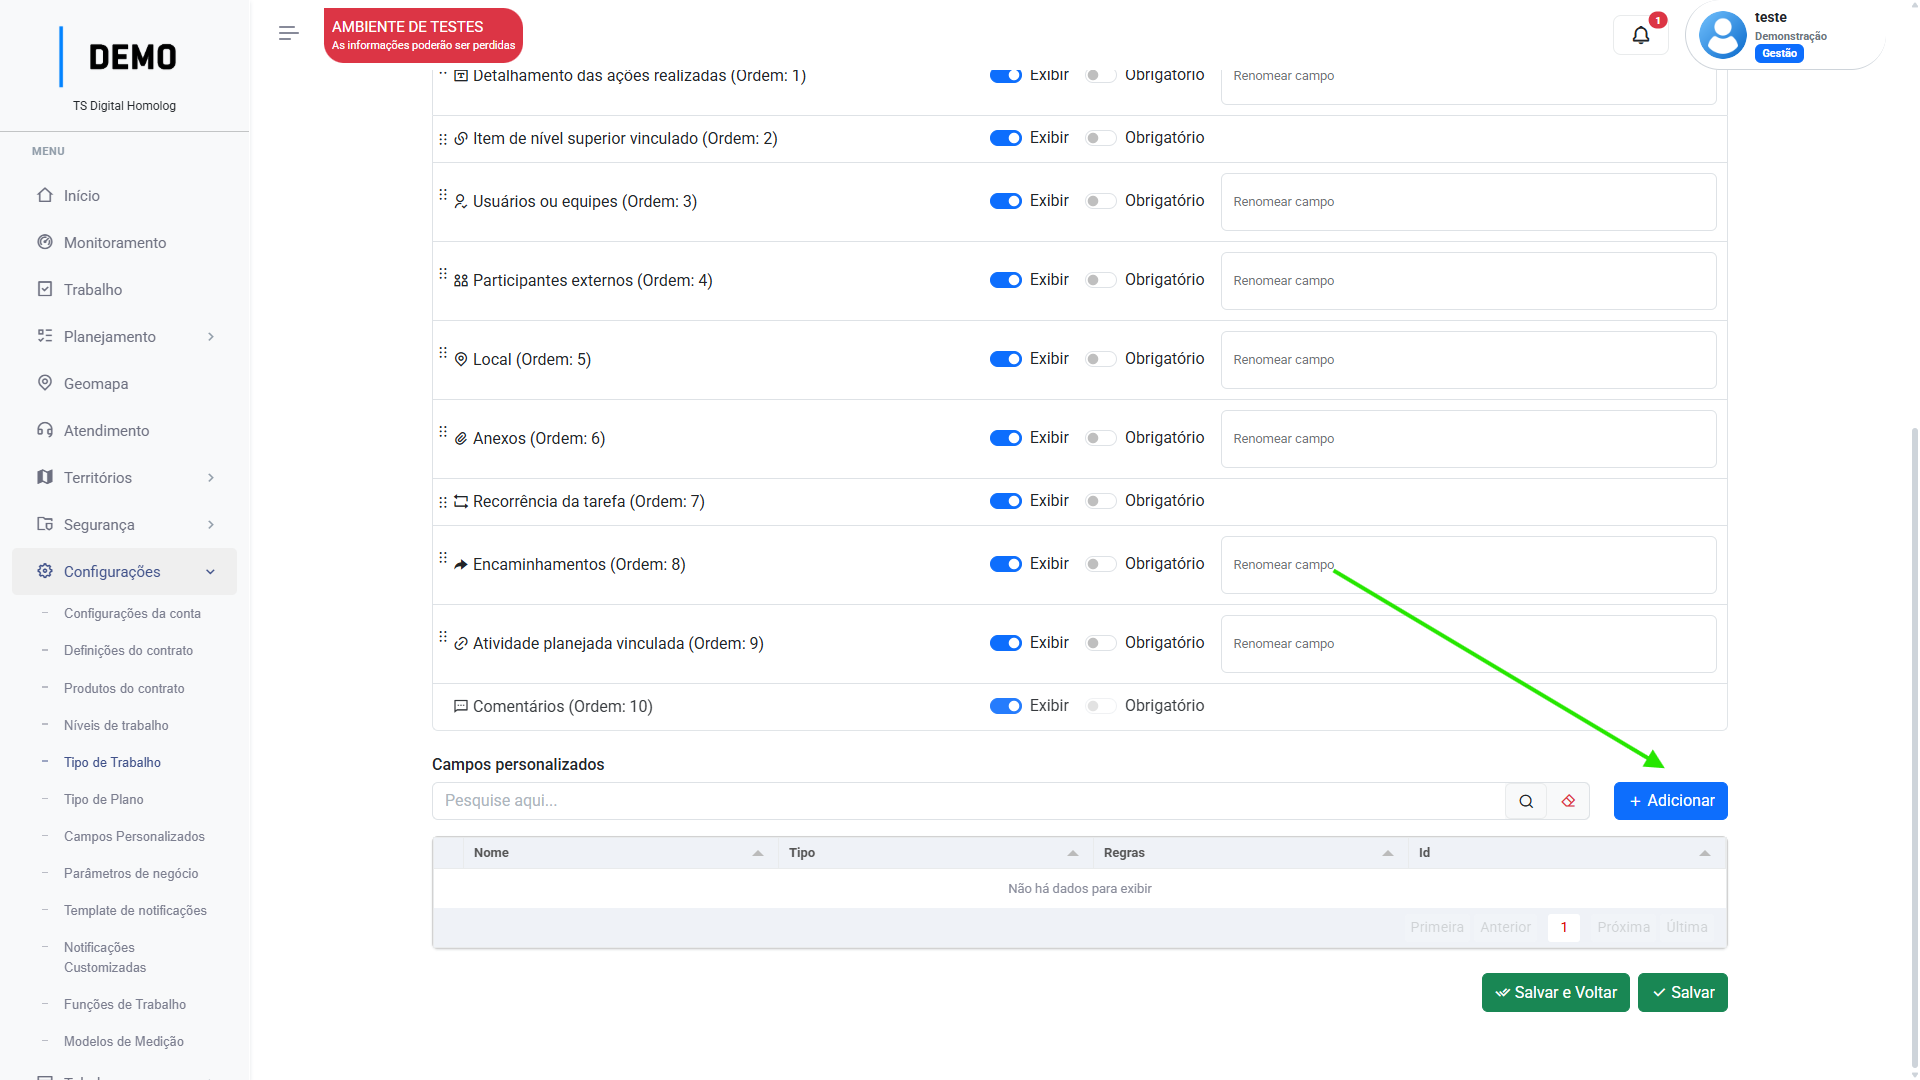 DEMO
TS Digital Homolog
MENU
Início
Monitoramento
Trabalho
Planejamento
Geomapa
Atendimento
Territórios
Segurança
Configurações
Configurações da conta
Definições do contrato
Produtos do contrato
Níveis de trabalho
Tipo de Trabalho
Tipo de Plano
Campos Personalizados
Parâmetros de negócio
Template de notificações
Notificações
Customizadas
Funções de Trabalho
Modelos de Medição
AMBIENTE DE TESTES
As informações poderão ser perdidas
1
teste
Demonstração
Gestão
Detalhamento das ações realizadas (Ordem: 1) Exibir Obrigatório Renomear campo
Item de nível superior vinculado (Ordem: 2) Exibir Obrigatório
Usuários ou equipes (Ordem: 3) Exibir Obrigatório Renomear campo
Participantes externos (Ordem: 4) Exibir Obrigatório Renomear campo
Local (Ordem: 5) Exibir Obrigatório Renomear campo
Anexos (Ordem: 6) Exibir Obrigatório Renomear campo
Recorrência da tarefa (Ordem: 7) Exibir Obrigatório
Encaminhamentos (Ordem: 8) Exibir Obrigatório Renomear campo
Atividade planejada vinculada (Ordem: 9) Exibir Obrigatório Renomear campo
Comentários (Ordem: 10) Exibir Obrigatório
Campos personalizados
Pesquise aqui... + Adicionar
Nome Tipo Regras Id
Não há dados para exibir
Primeira Anterior 1 Próxima Última
Salvar e Voltar Salvar